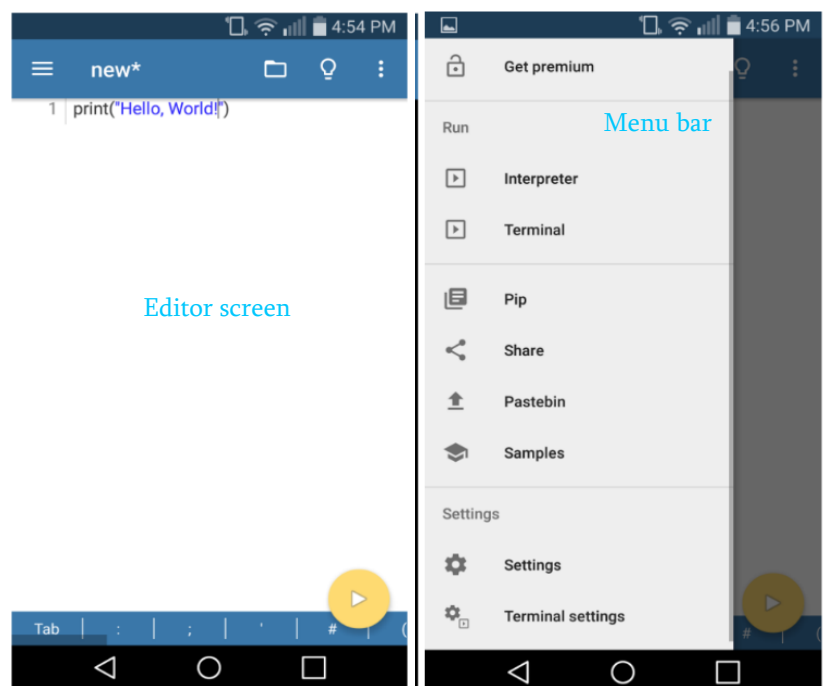 4:54 PM
new*
1 print("Hello, World!")
Editor screen
Tab : ; ' # (
4:56 PM
Get premium
Menu bar
Run
Interpreter
Terminal
Pip
Share
Pastebin
Samples
Settings
Settings
Terminal settings
# (